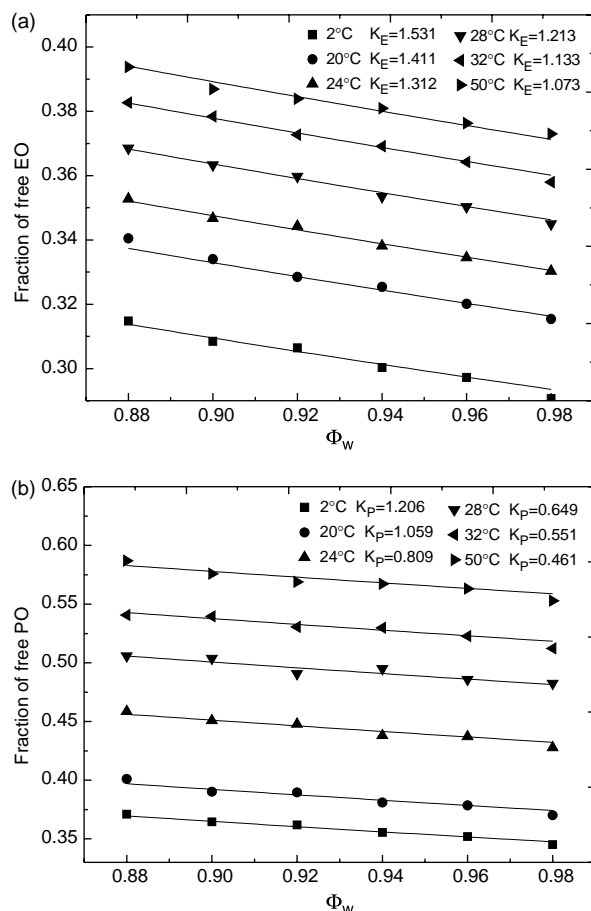 (a)
2°C K_E=1.531 28°C K_E=1.213
20°C K_E=1.411 32°C K_E=1.133
24°C K_E=1.312 50°C K_E=1.073
Fraction of free EO
0.40
0.38
0.36
0.34
0.32
0.30
0.88 0.90 0.92 0.94 0.96 0.98
Φ_w
(b)
2°C K_P=1.206 28°C K_P=0.649
20°C K_P=1.059 32°C K_P=0.551
24°C K_P=0.809 50°C K_P=0.461
Fraction of free PO
0.65
0.60
0.55
0.50
0.45
0.40
0.35
0.88 0.90 0.92 0.94 0.96 0.98
Φ_w